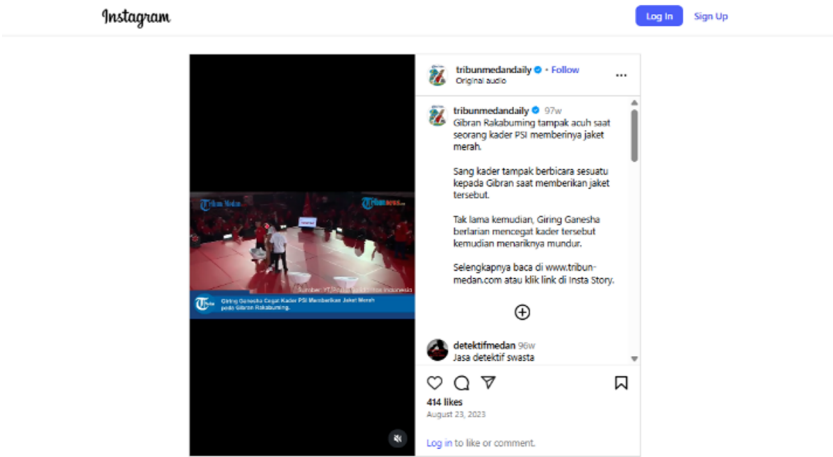 Instagram
Log In
Sign Up
tribunmedandaily • Follow
Original audio
tribunmedandaily 97w
Gibran Rakabuming tampak acuh saat
seorang kader PSI memberinya jaket
merah.
Sang kader tampak berbicara sesuatu
kepada Gibran saat memberikan jaket
tersebut.
Tak lama kemudian, Giring Ganesha
berlarian mencegat kader tersebut
kemudian menariknya mundur.
Selengkapnya baca di www.tribun-
medan.com atau klik link di Insta Story.
detektifmedan 96w
Jasa detektif swasta
414 likes
August 23, 2023
Log in to like or comment.
Tribun Medan
Tribunnews.com
Giring Ganesha Cegat Kader PSI Memberikan Jaket Merah
pada Gibran Rakabuming.